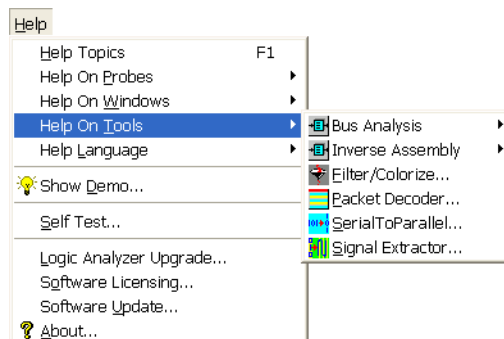 Help
Help Topics F1
Help On Probes
Help On Windows
Help On Tools
Help Language
Show Demo...
Self Test...
Logic Analyzer Upgrade...
Software Licensing...
Software Update...
About...
Bus Analysis
Inverse Assembly
Filter/Colorize...
Packet Decoder...
SerialToParallel...
Signal Extractor...